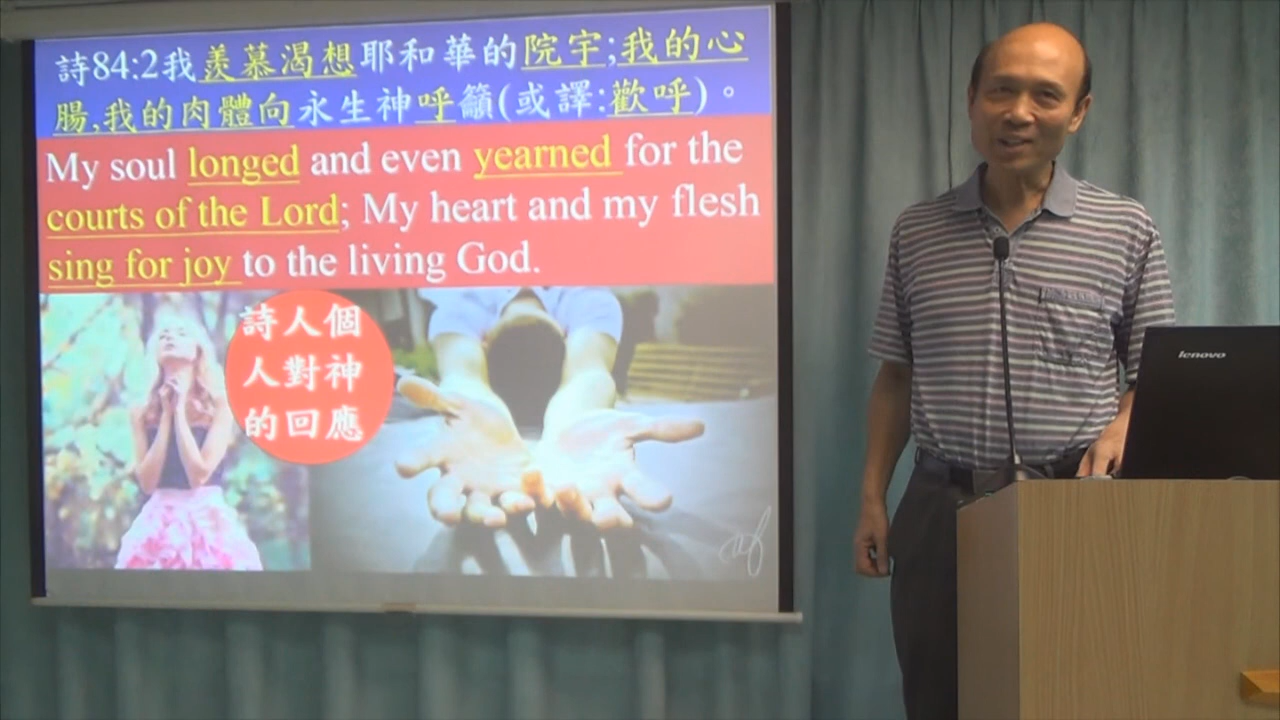 詩84:2我羨慕渴想耶和華的院宇;我的心
腸,我的肉體向永生神呼籲(或譯:歡呼)。
My soul longed and even yearned for the
courts of the Lord; My heart and my flesh
sing for joy to the living God.
詩人個
人對神
的回應
lenovo